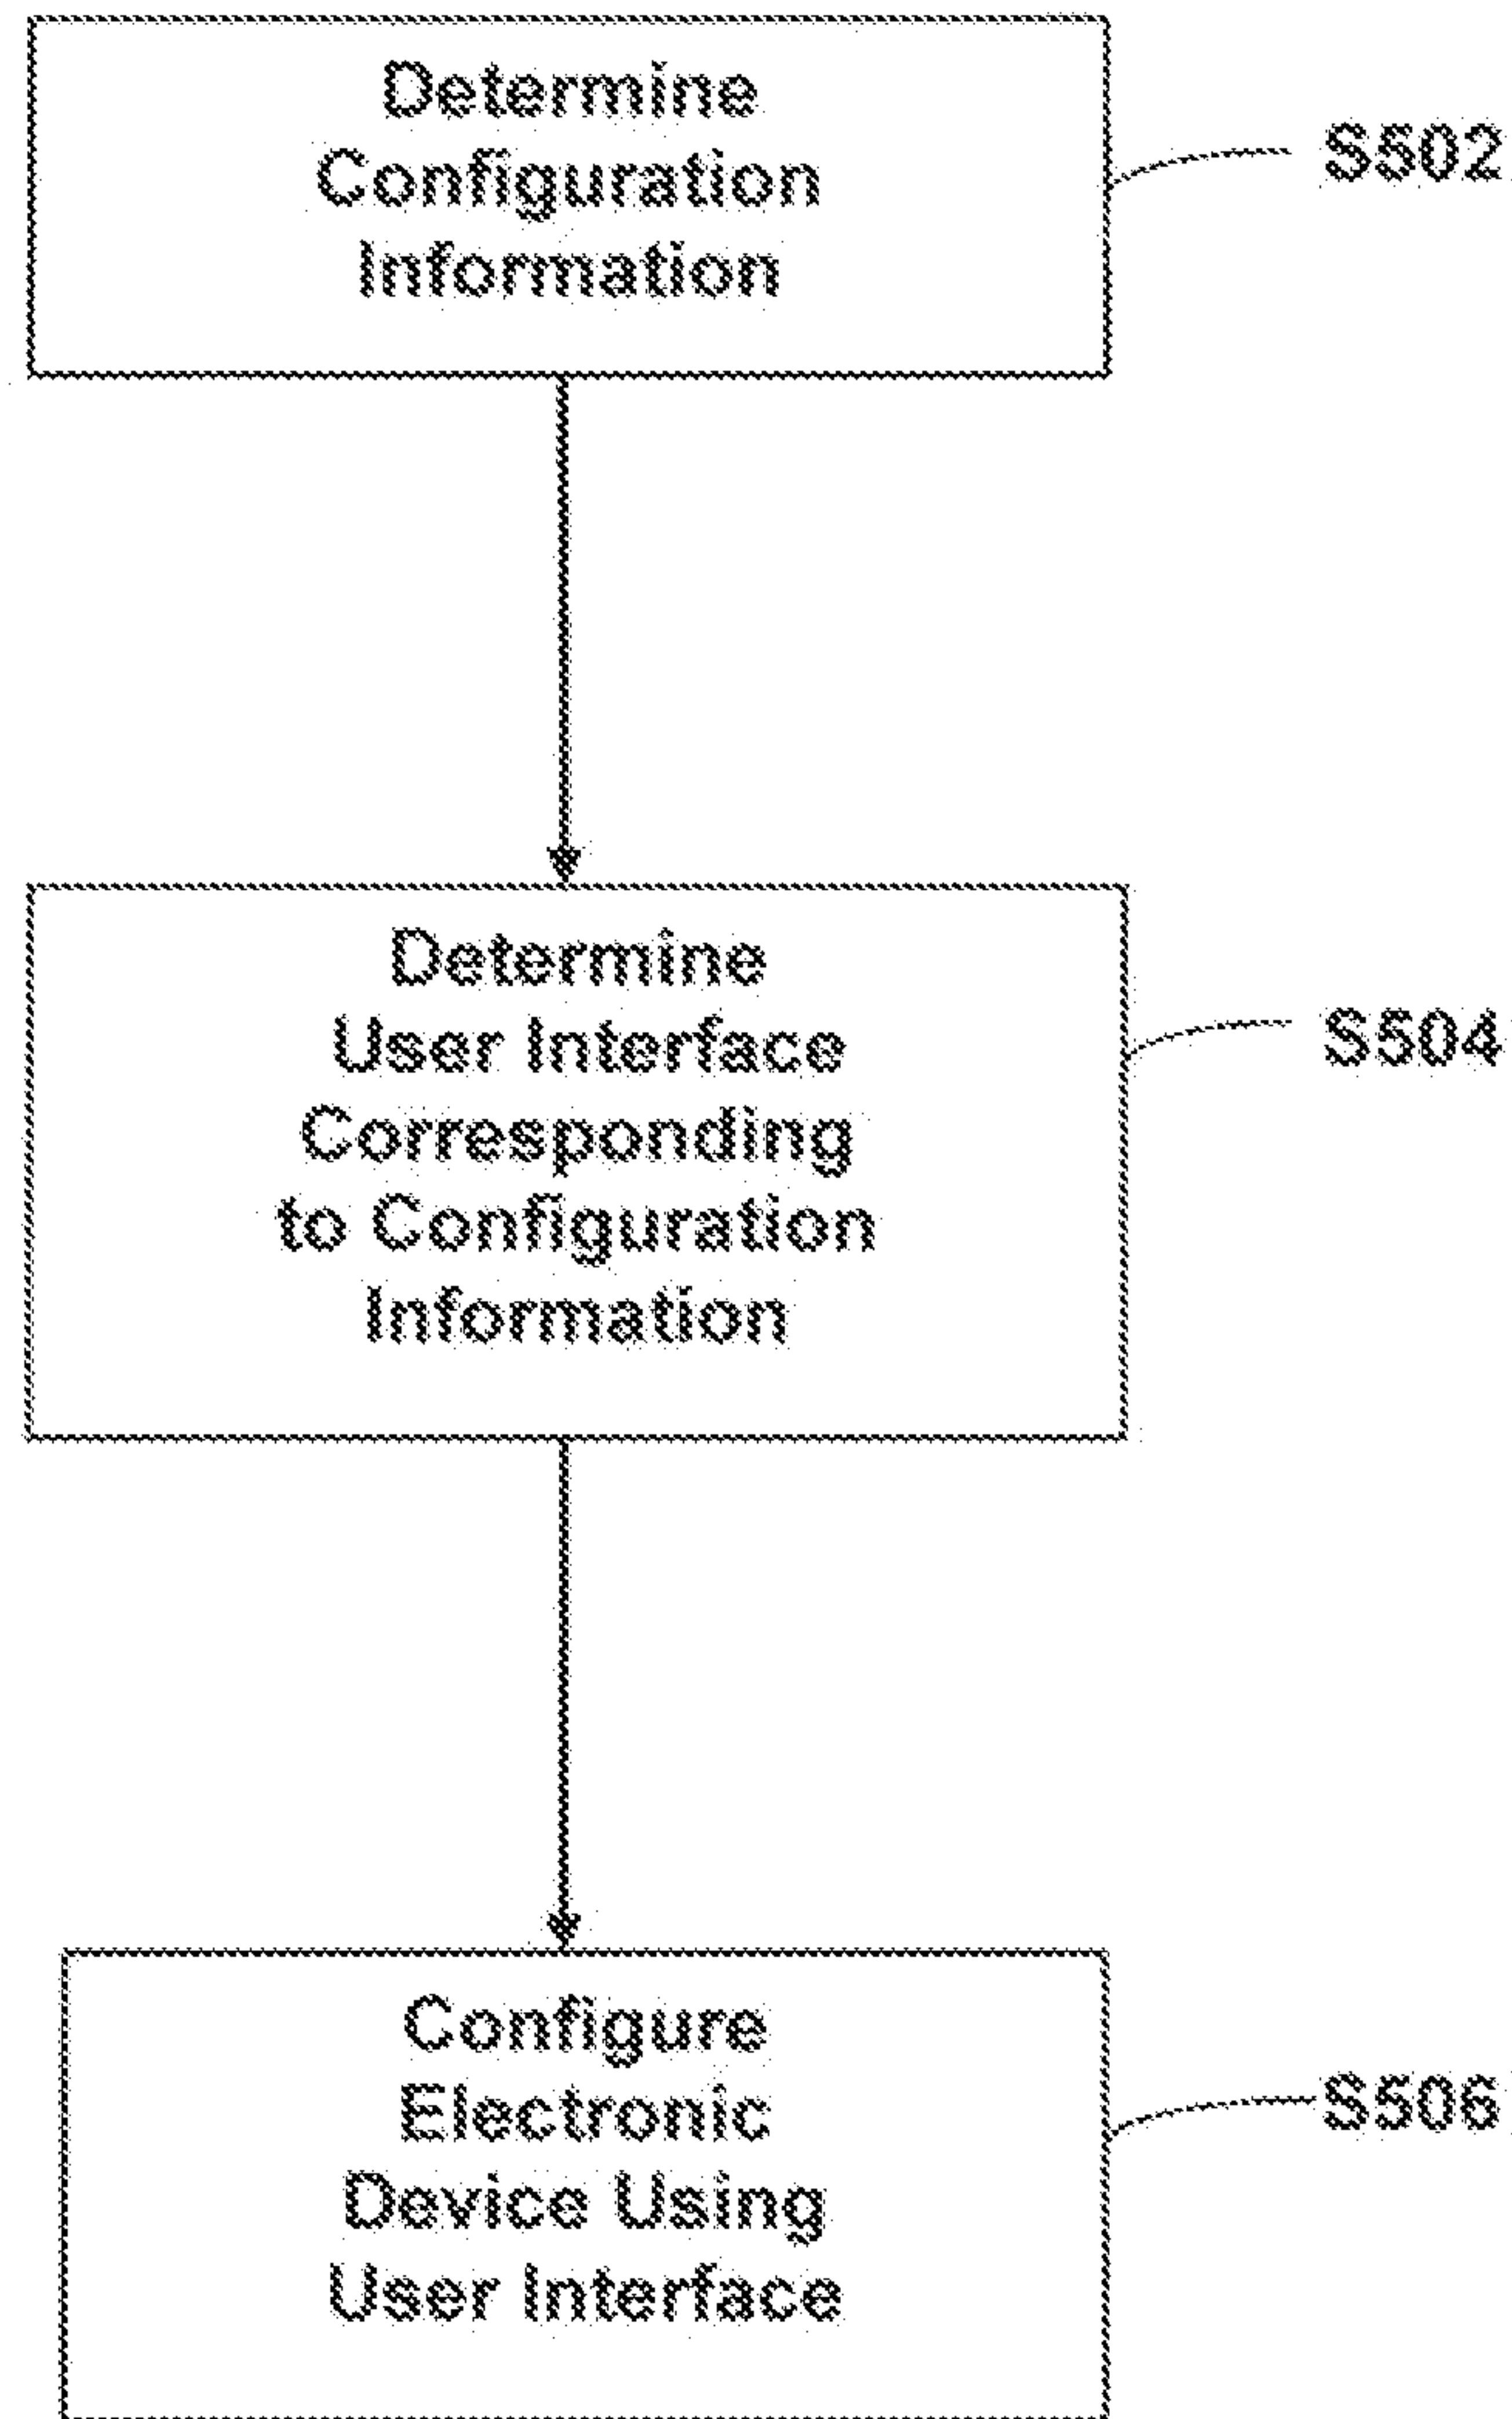 Determine
Configuration
Information
S502
Determine
User Interface
Corresponding
to Configuration
Information
S504
Configure
Electronic
Device Using
User Interface
S506